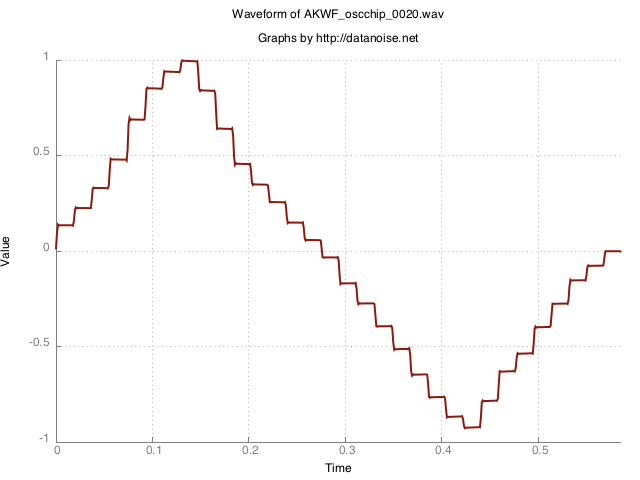 Waveform of AKWF_oscchip_0020.wav
Graphs by http://datanoise.net
1
0.5
0
-0.5
-1
Value
0 0.1 0.2 0.3 0.4 0.5
Time